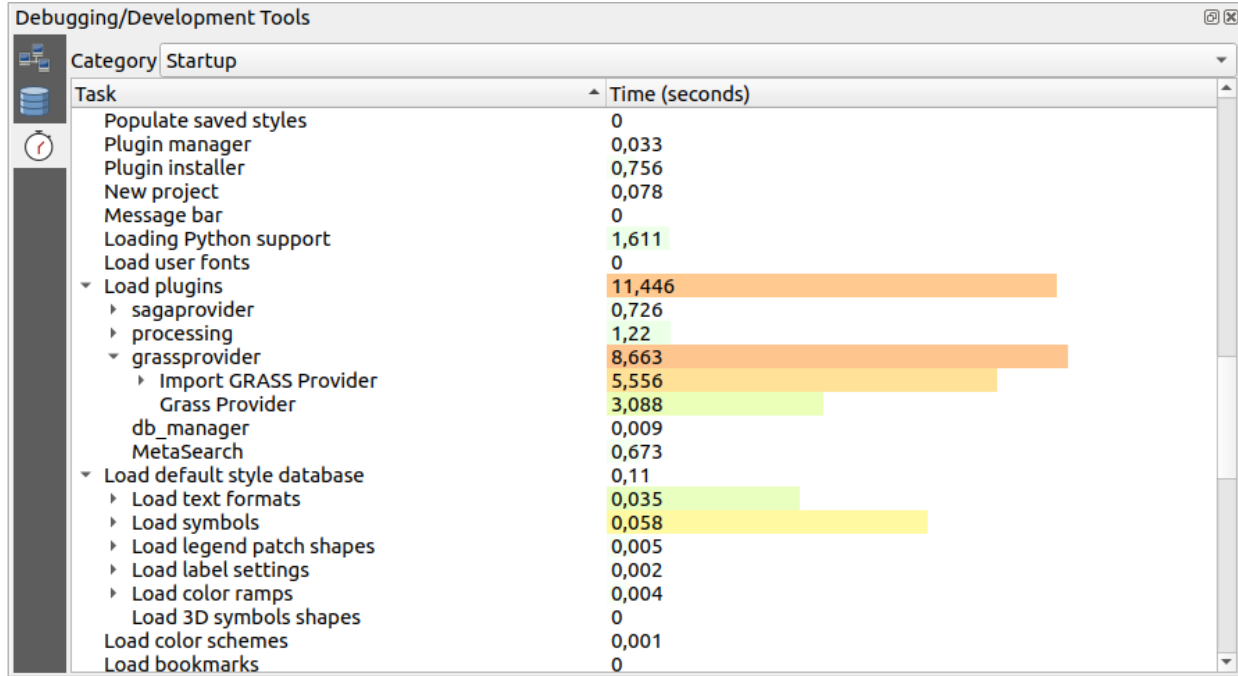 Debugging/Development Tools
Category Startup
Task Time (seconds)
Populate saved styles 0
Plugin manager 0,033
Plugin installer 0,756
New project 0,078
Message bar 0
Loading Python support 1,611
Load user fonts 0
Load plugins 11,446
sagaprovider 0,726
processing 1,22
grassprovider 8,663
Import GRASS Provider 5,556
Grass Provider 3,088
db_manager 0,009
MetaSearch 0,673
Load default style database 0,11
Load text formats 0,035
Load symbols 0,058
Load legend patch shapes 0,005
Load label settings 0,002
Load color ramps 0,004
Load 3D symbols shapes 0
Load color schemes 0,001
Load bookmarks 0